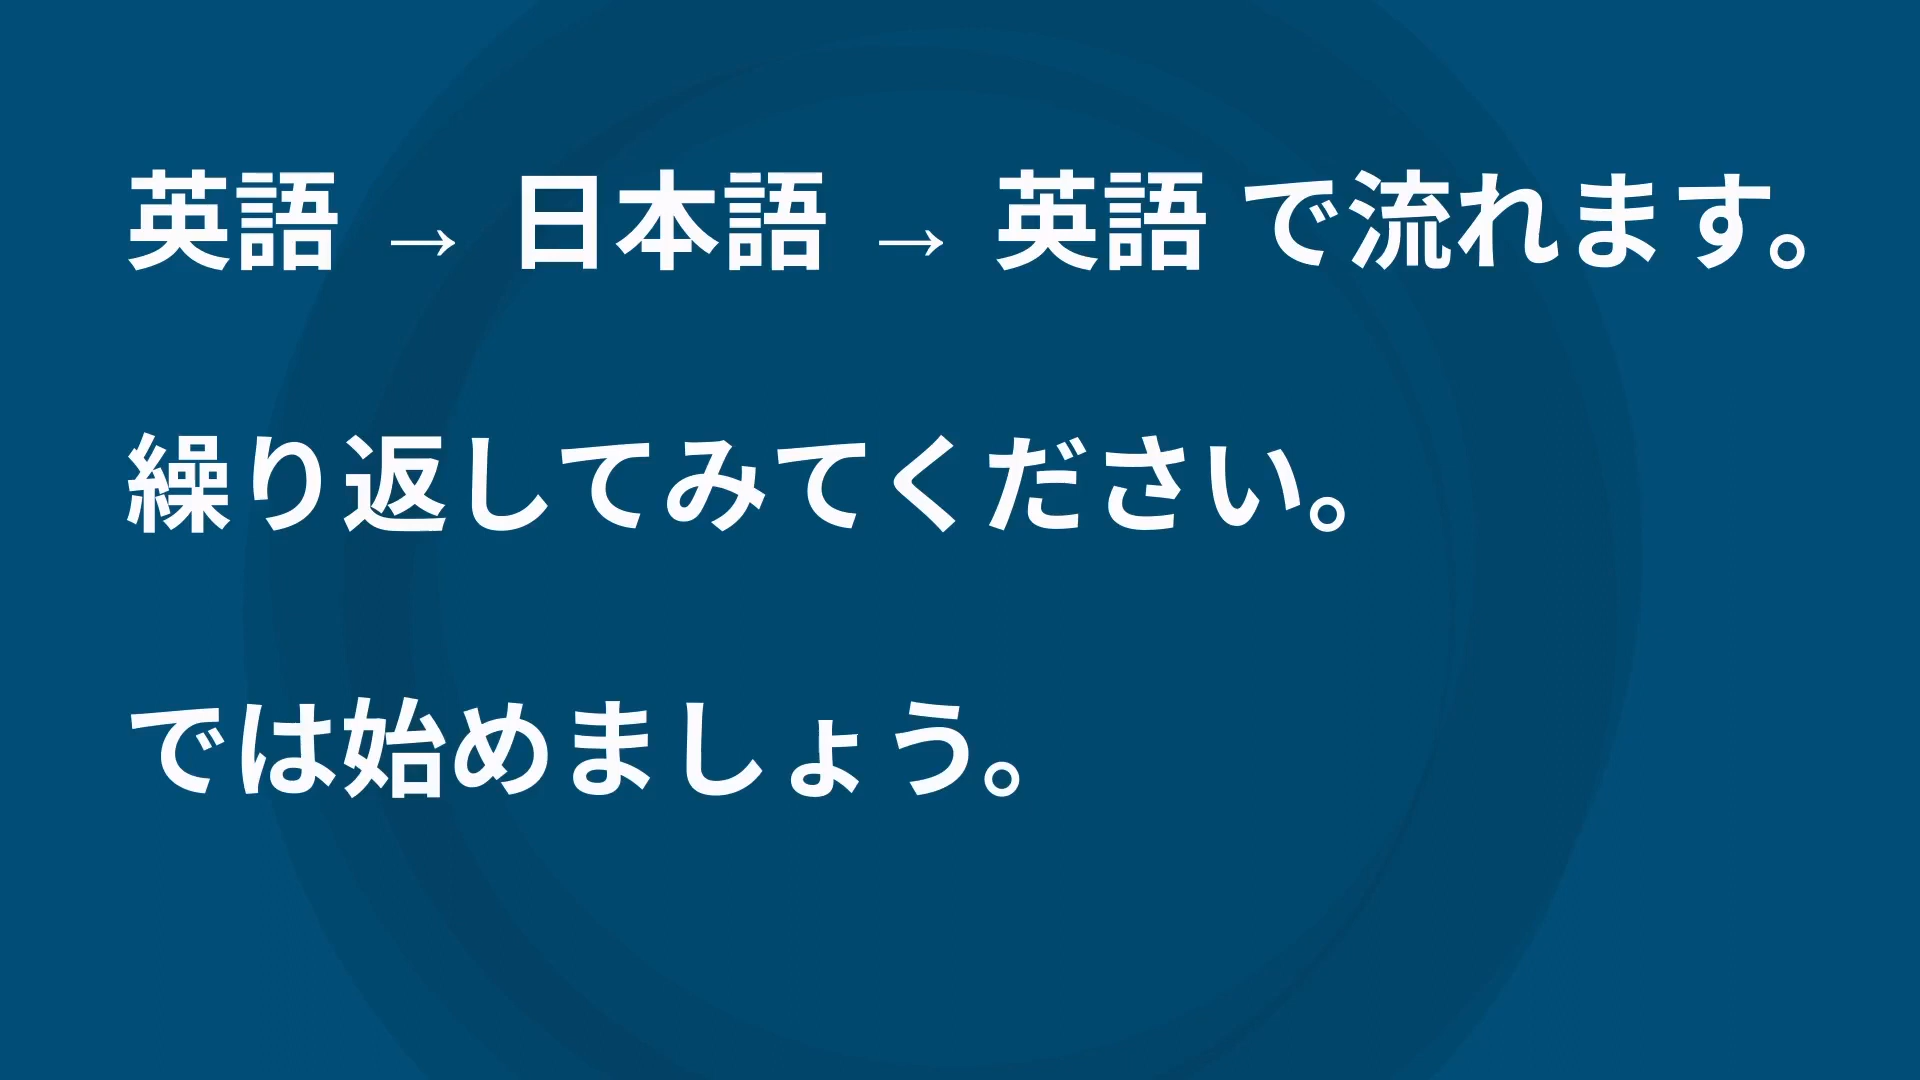 英語 → 日本語 → 英語 で流れます。
繰り返してみてください。
では始めましょう。